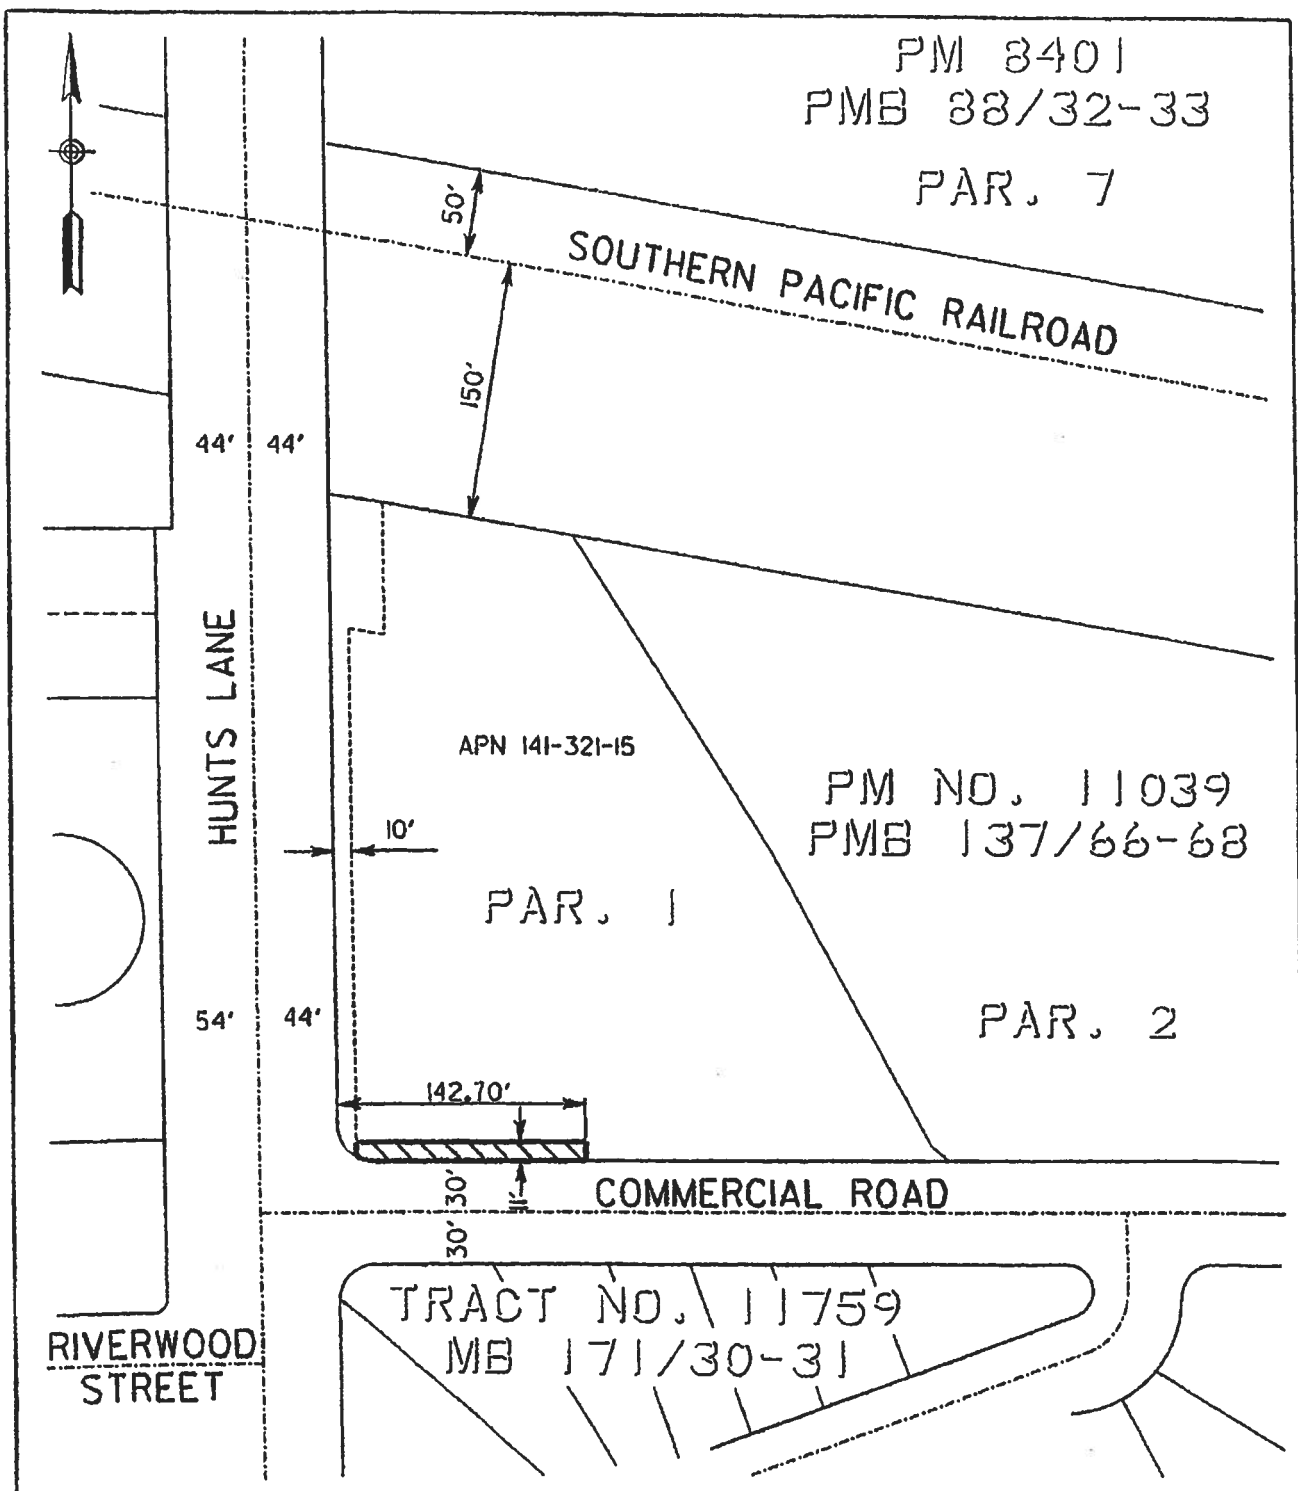 PM 8401
PMB 88/32-33
PAR. 7
50'
SOUTHERN PACIFIC RAILROAD
150'
44' 44'
HUNTS LANE
APN 141-321-15
PM NO. 11039
PMB 137/66-68
10'
PAR. 1
54' 44'
PAR. 2
142.70'
30'
11'
COMMERCIAL ROAD
30'
TRACT NO. 11759
MB 171/30-31
RIVERWOOD
STREET